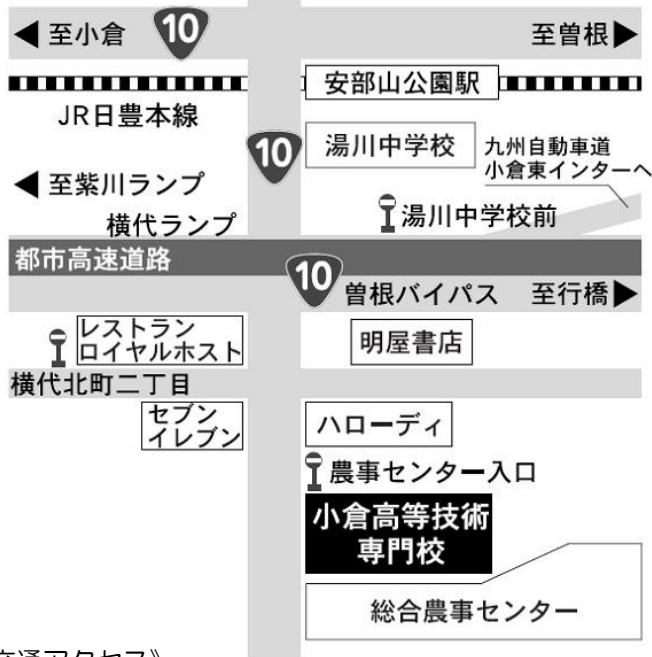 ◀ 至小倉
10
至曽根▶
安部山公園駅
JR日豊本線
10
湯川中学校
九州自動車道
小倉東インターへ
◀ 至紫川ランプ
横代ランプ
湯川中学校前
都市高速道路
10
曽根バイパス
至行橋▶
レストラン
ロイヤルホスト
明屋書店
横代北町二丁目
セブン
イレブン
ハローディ
農事センター入口
小倉高等技術
専門校
総合農事センター
交通アクセス》